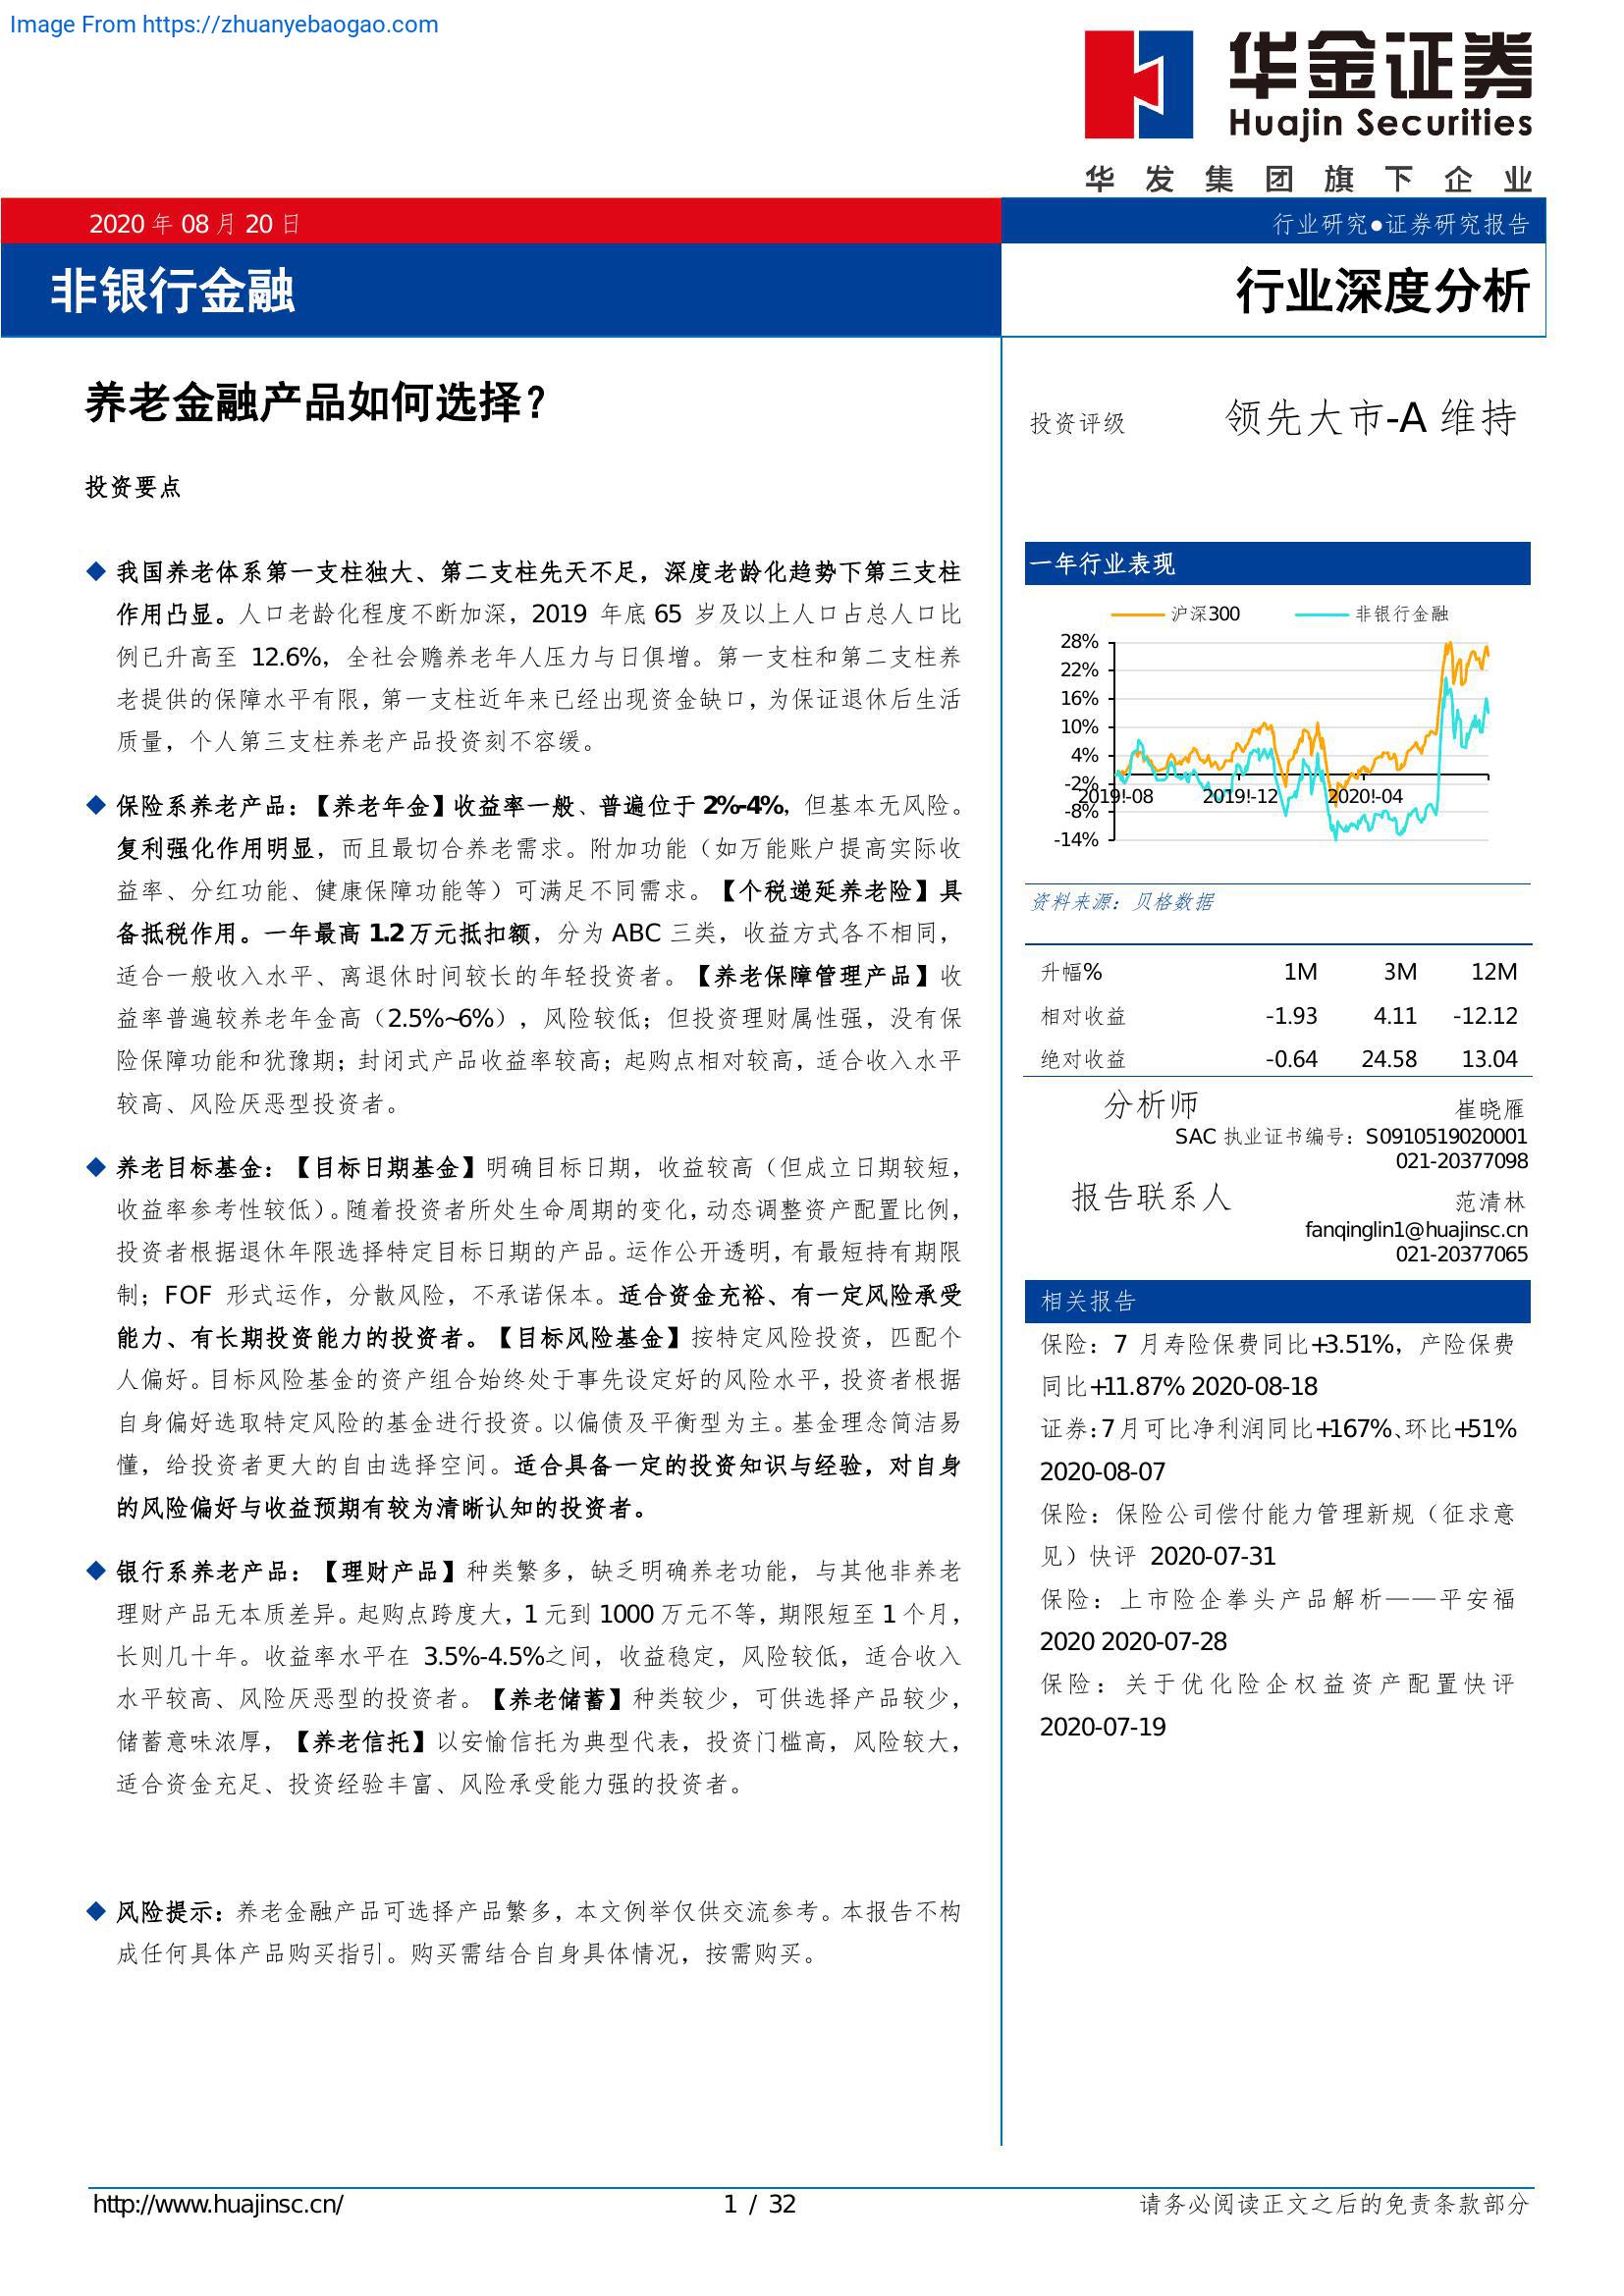 Image From https://zhuanyebaogao.com
华金证券
Huajin Securities
华发集团旗下企业
2020 年 08 月 20 日
行业研究●证券研究报告
非银行金融
行业深度分析
养老金融产品如何选择？
投资要点
◆ 我国养老体系第一支柱独大、第二支柱先天不足，深度老龄化趋势下第三支柱
作用凸显。人口老龄化程度不断加深，2019 年底 65 岁及以上人口占总人口比
例已升高至 12.6%，全社会赡养老年人压力与日俱增。第一支柱和第二支柱养
老提供的保障水平有限，第一支柱近年来已经出现资金缺口，为保证退休后生活
质量，个人第三支柱养老产品投资刻不容缓。
◆ 保险系养老产品：【养老年金】收益率一般、普遍位于 2%-4%，但基本无风险。
复利强化作用明显，而且最切合养老需求。附加功能（如万能账户提高实际收
益率、分红功能、健康保障功能等）可满足不同需求。【个税递延养老险】具
备抵税作用。一年最高 1.2 万元抵扣额，分为 ABC 三类，收益方式各不相同，
适合一般收入水平、离退休时间较长的年轻投资者。【养老保障管理产品】收
益率普遍较养老年金高（2.5%~6%），风险较低；但投资理财属性强，没有保
险保障功能和犹豫期；封闭式产品收益率较高；起购点相对较高，适合收入水平
较高、风险厌恶型投资者。
◆ 养老目标基金：【目标日期基金】明确目标日期，收益较高（但成立日期较短，
收益率参考性较低）。随着投资者所处生命周期的变化，动态调整资产配置比例，
投资者根据退休年限选择特定目标日期的产品。运作公开透明，有最短持有期限
制；FOF 形式运作，分散风险，不承诺保本。适合资金充裕、有一定风险承受
能力、有长期投资能力的投资者。【目标风险基金】按特定风险投资，匹配个
人偏好。目标风险基金的资产组合始终处于事先设定好的风险水平，投资者根据
自身偏好选取特定风险的基金进行投资。以偏债及平衡型为主。基金理念简洁易
懂，给投资者更大的自由选择空间。适合具备一定的投资知识与经验，对自身
的风险偏好与收益预期有较为清晰认知的投资者。
◆ 银行系养老产品：【理财产品】种类繁多，缺乏明确养老功能，与其他非养老
理财产品无本质差异。起购点跨度大，1 元到 1000 万元不等，期限短至 1 个月，
长则几十年。收益率水平在 3.5%-4.5%之间，收益稳定，风险较低，适合收入
水平较高、风险厌恶型的投资者。【养老储蓄】种类较少，可供选择产品较少，
储蓄意味浓厚，【养老信托】以安愉信托为典型代表，投资门槛高，风险较大，
适合资金充足、投资经验丰富、风险承受能力强的投资者。
◆ 风险提示：养老金融产品可选择产品繁多，本文例举仅供交流参考。本报告不构
成任何具体产品购买指引。购买需结合自身具体情况，按需购买。
投资评级 领先大市-A 维持
一年行业表现
沪深300 非银行金融
28%
22%
16%
10%
4%
-2%
2019!-08 2019!-12 2020!-04
-8%
-14%
资料来源：贝格数据
升幅% 1M 3M 12M
相对收益 -1.93 4.11 -12.12
绝对收益 -0.64 24.58 13.04
分析师 崔晓雁
SAC 执业证书编号：S0910519020001
021-20377098
报告联系人 范清林
fanqinglin1@huajinsc.cn
021-20377065
相关报告
保险：7 月寿险保费同比+3.51%，产险保费
同比+11.87% 2020-08-18
证券：7 月可比净利润同比+167%、环比+51%
2020-08-07
保险：保险公司偿付能力管理新规（征求意
见）快评 2020-07-31
保险：上市险企拳头产品解析——平安福
2020 2020-07-28
保险：关于优化险企权益资产配置快评
2020-07-19
http://www.huajinsc.cn/ 1 / 32 请务必阅读正文之后的免责条款部分